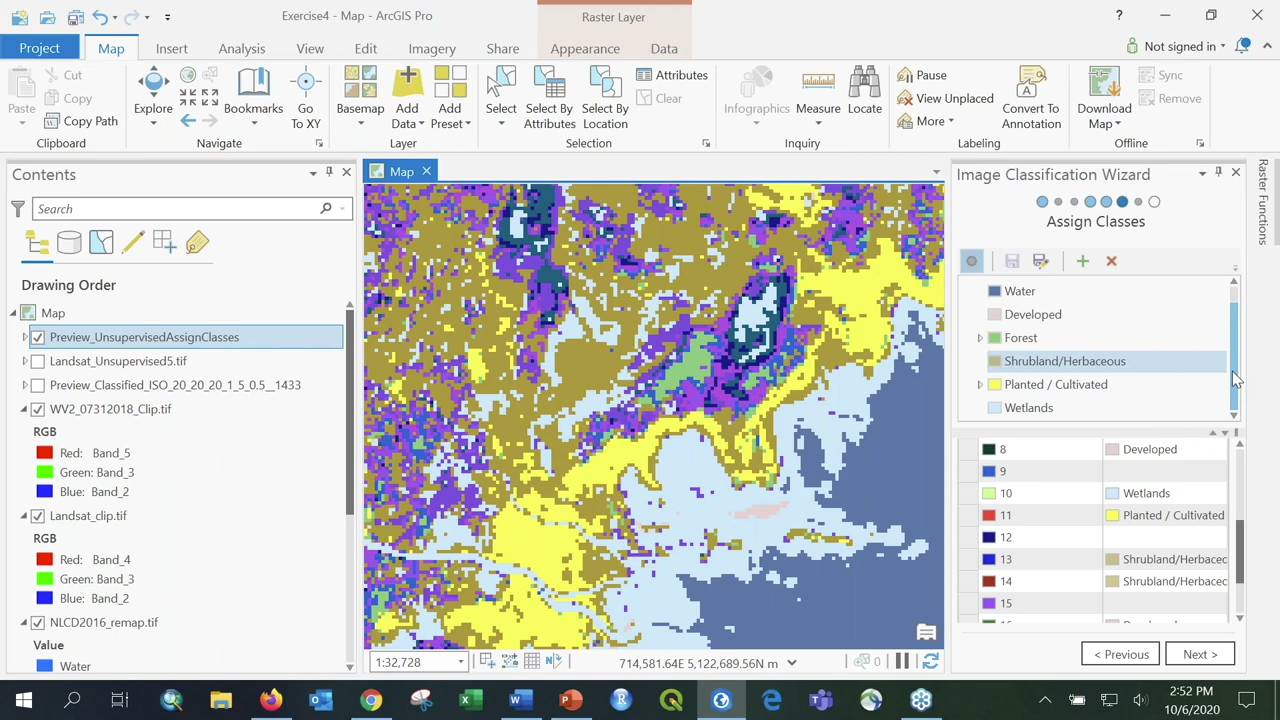 Exercise4 - Map - ArcGIS Pro
Raster Layer
?
Project
Map
Insert
Analysis
View
Edit
Imagery
Share
Appearance
Data
Not signed in
Paste
Cut
Copy
Copy Path
Clipboard
Explore
Bookmarks
Go
To XY
Navigate
Basemap
Add
Data
Add
Preset
Layer
Select
Select By
Attributes
Select By
Location
Attributes
Clear
Selection
Infographics
Measure
Locate
Inquiry
Pause
View Unplaced
More
Convert To
Annotation
Labeling
Download
Map
Sync
Remove
Offline
Contents
Search
Drawing Order
Map
Preview_UnsupervisedAssignClasses
Landsat_Unsupervised5.tif
Preview_Classified_ISO_20_20_20_1_5_0.5__1433
WV2_07312018_Clip.tif
RGB
Red: Band_5
Green: Band_3
Blue: Band_2
Landsat_clip.tif
RGB
Red: Band_4
Green: Band_3
Blue: Band_2
NLCD2016_remap.tif
Value
Water
Map
1:32,728
714,581.64E 5,122,689.56N m
0
Image Classification Wizard
Assign Classes
Water
Developed
Forest
Shrubland/Herbaceous
Planted / Cultivated
Wetlands
8 Developed
9
10 Wetlands
11 Planted / Cultivated
12
13 Shrubland/Herbacec
14 Shrubland/Herbacec
15
< Previous
Next >
Raster Functions
2:52 PM
10/6/2020